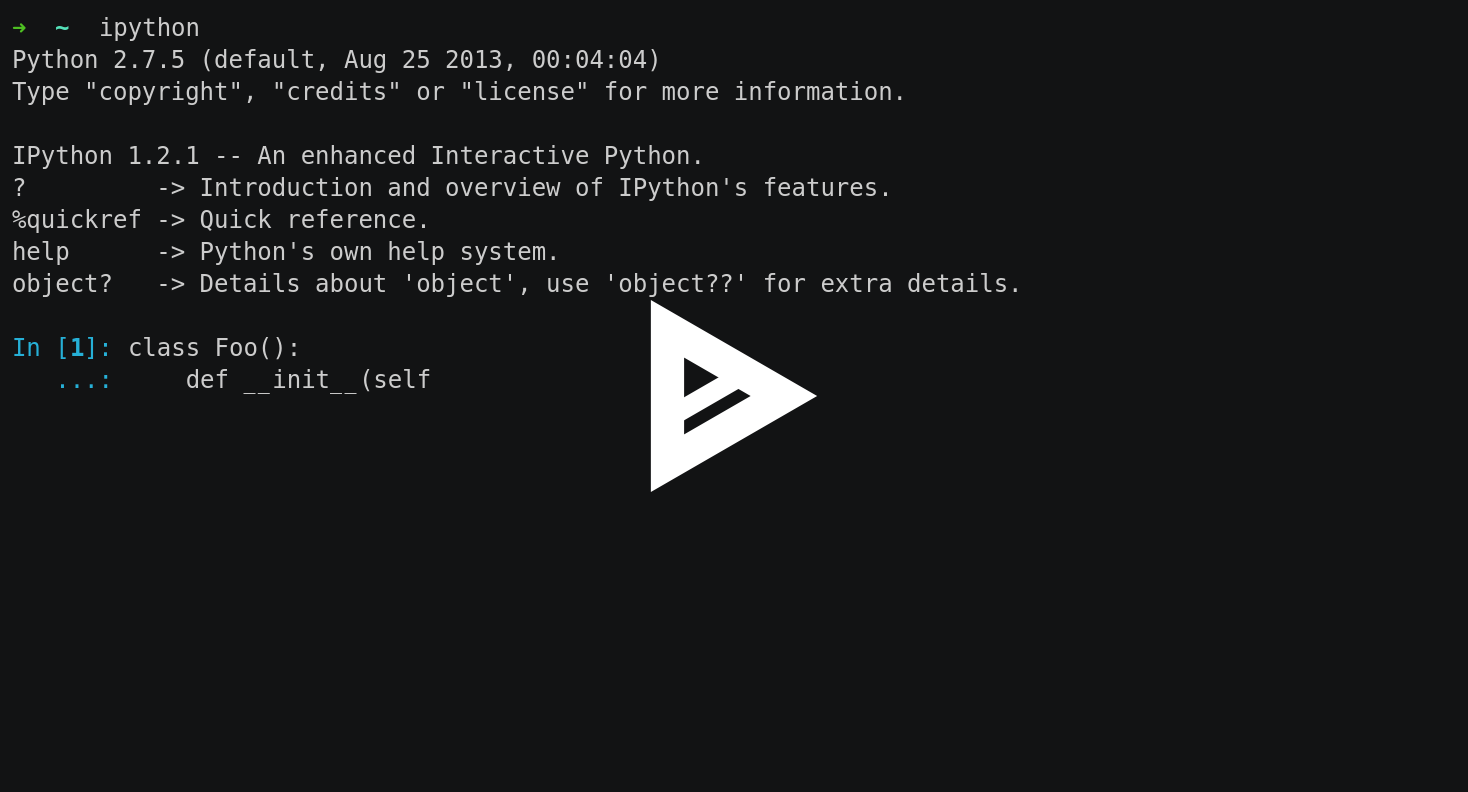 ➜  ~  ipython
Python 2.7.5 (default, Aug 25 2013, 00:04:04)
Type "copyright", "credits" or "license" for more information.

IPython 1.2.1 -- An enhanced Interactive Python.
?         -> Introduction and overview of IPython's features.
%quickref -> Quick reference.
help      -> Python's own help system.
object?   -> Details about 'object', use 'object??' for extra details.

In [1]: class Foo():
   ...:     def __init__(self